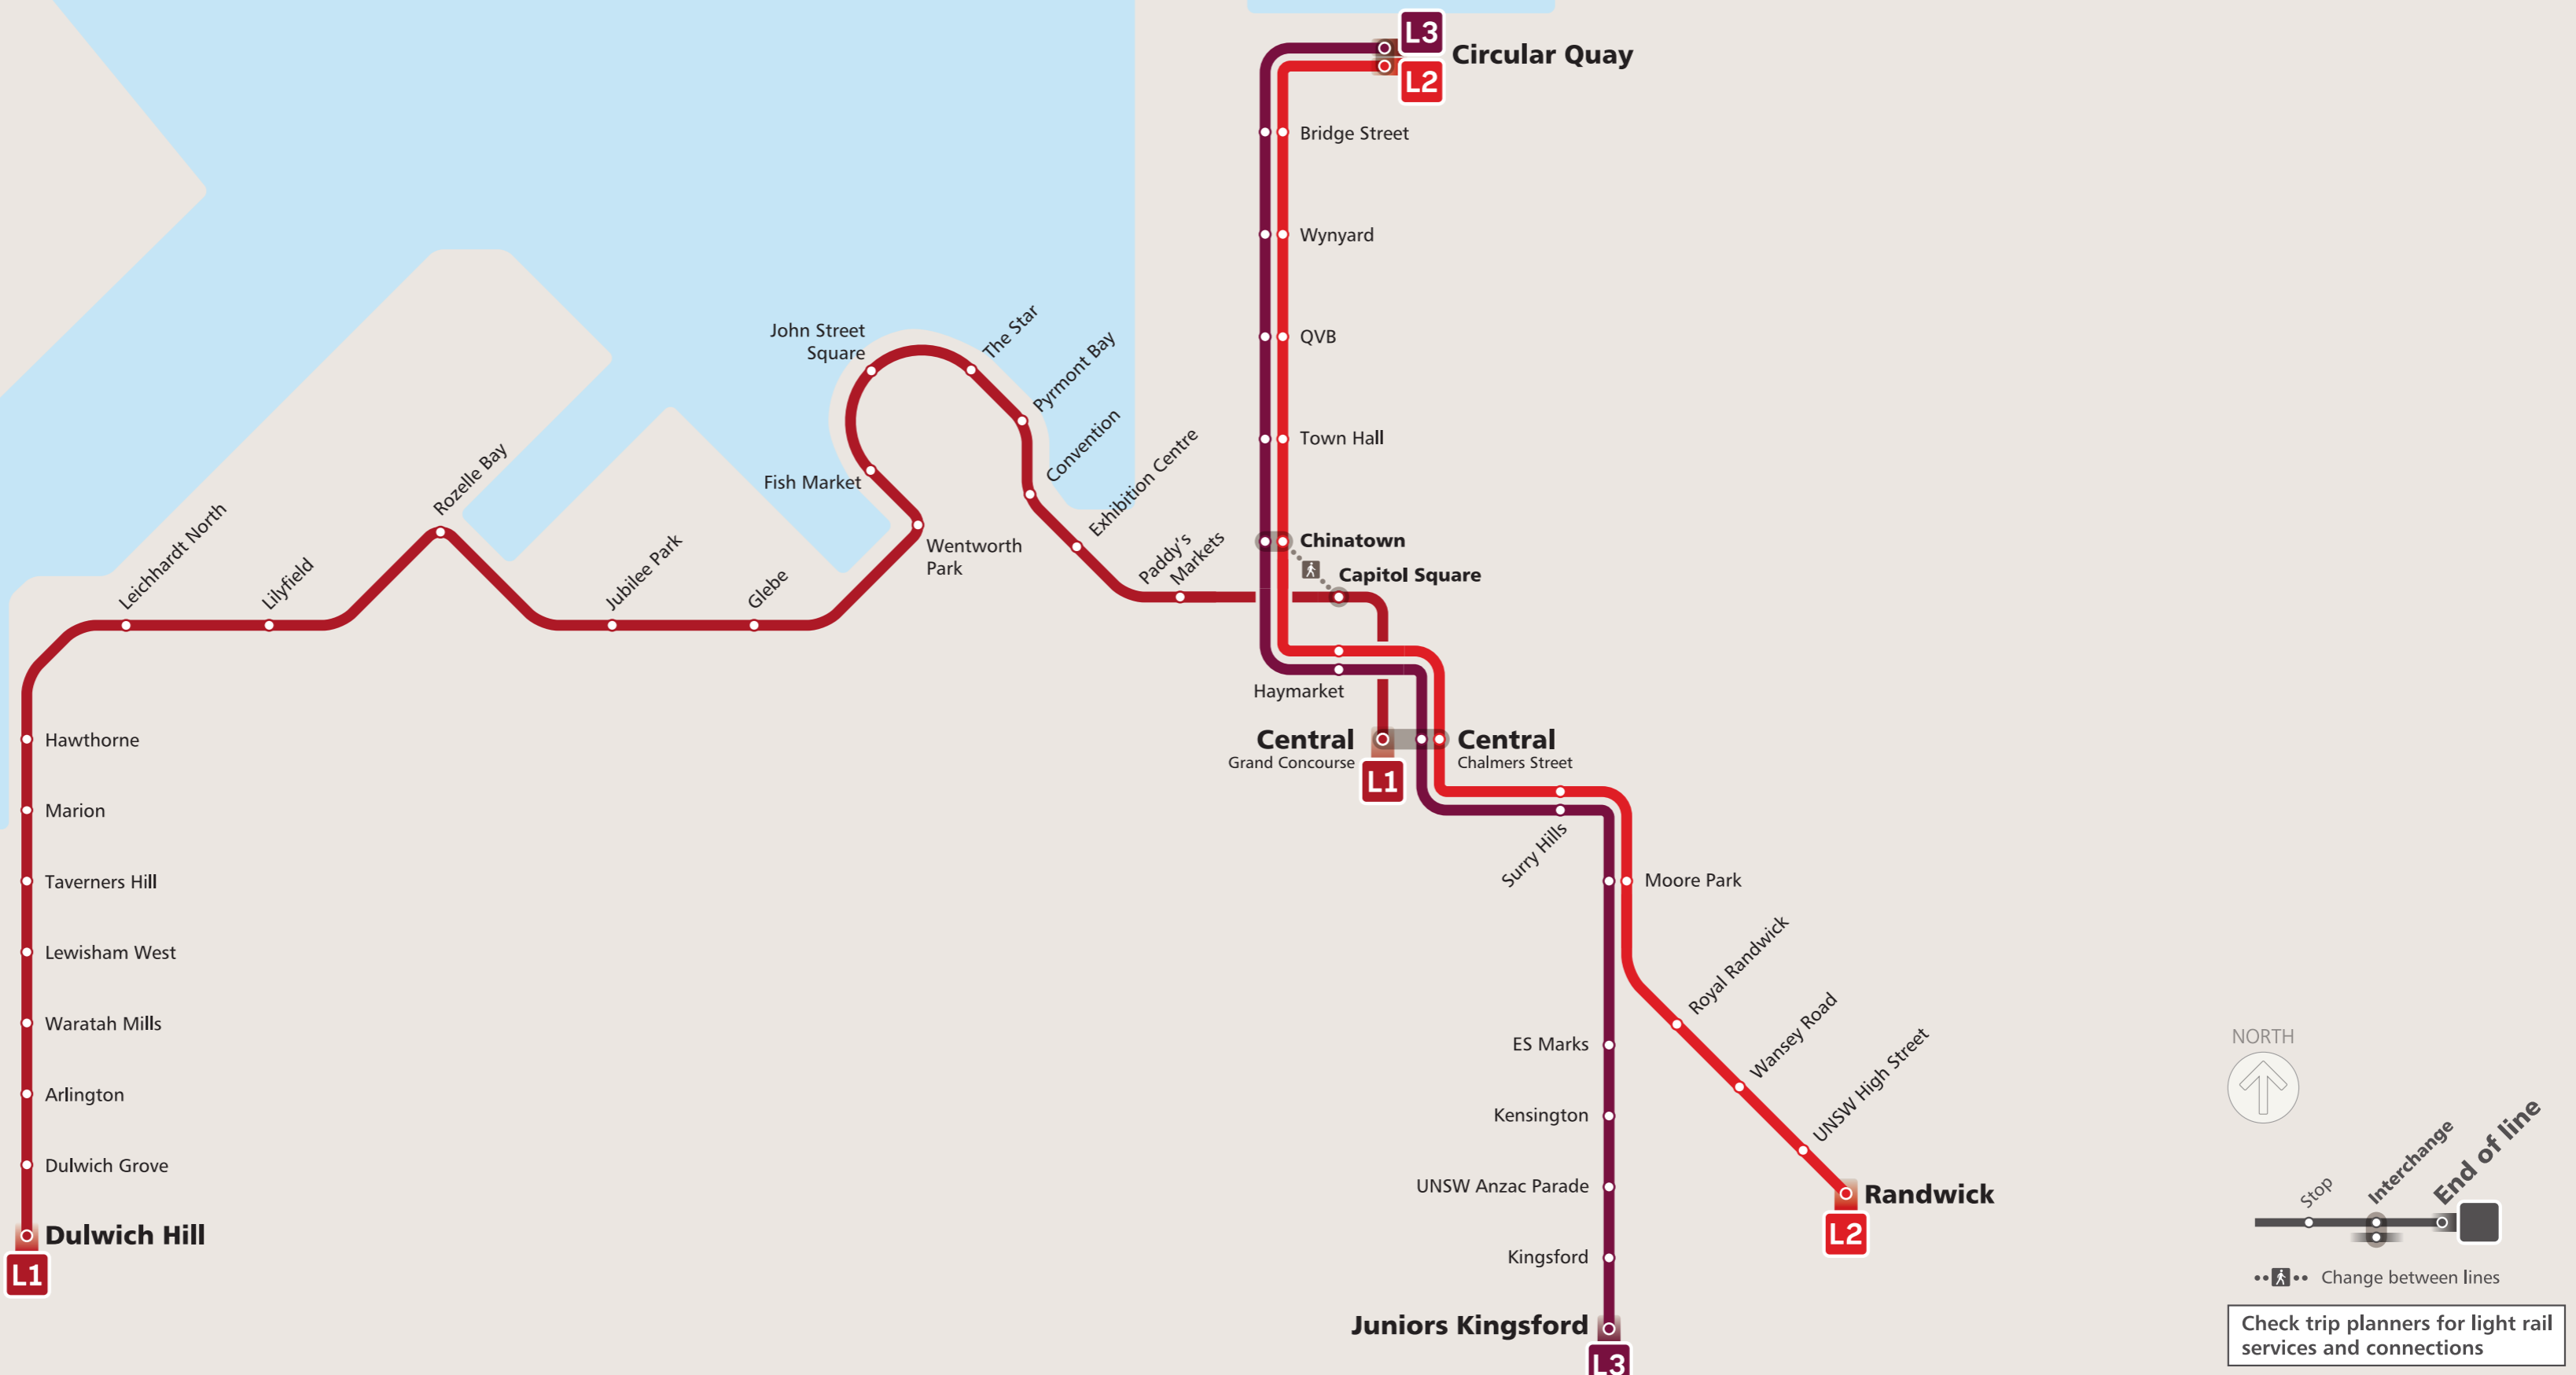 L3
Circular Quay
L2
Bridge Street
Wynyard
QVB
Town Hall
Chinatown
Capitol Square
Haymarket
Central
Grand Concourse
L1
Central
Chalmers Street
Surry Hills
Moore Park
Royal Randwick
Wansey Road
UNSW High Street
Randwick
L2
ES Marks
Kensington
UNSW Anzac Parade
Kingsford
Juniors Kingsford
L3
Paddy's
Markets
Exhibition Centre
Convention
Pyrmont Bay
The Star
John Street
Square
Fish Market
Wentworth
Park
Glebe
Jubilee Park
Rozelle Bay
Lilyfield
Leichhardt North
Hawthorne
Marion
Taverners Hill
Lewisham West
Waratah Mills
Arlington
Dulwich Grove
Dulwich Hill
L1
NORTH
Stop
Interchange
End of line
Change between lines
Check trip planners for light rail
services and connections